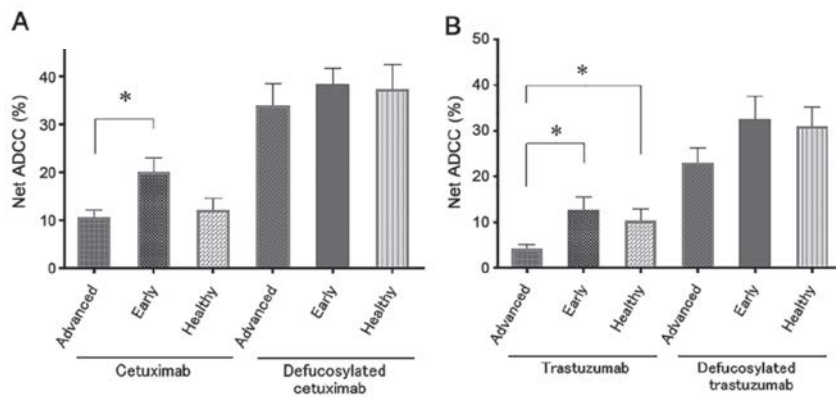 A
Net ADCC (%)
40
30
20
10
0
*
Advanced
Early
Healthy
Advanced
Early
Healthy
Cetuximab
Defucosylated
cetuximab
B
Net ADCC (%)
50
40
30
20
10
0
*
*
Advanced
Early
Healthy
Advanced
Early
Healthy
Trastuzumab
Defucosylated
trastuzumab